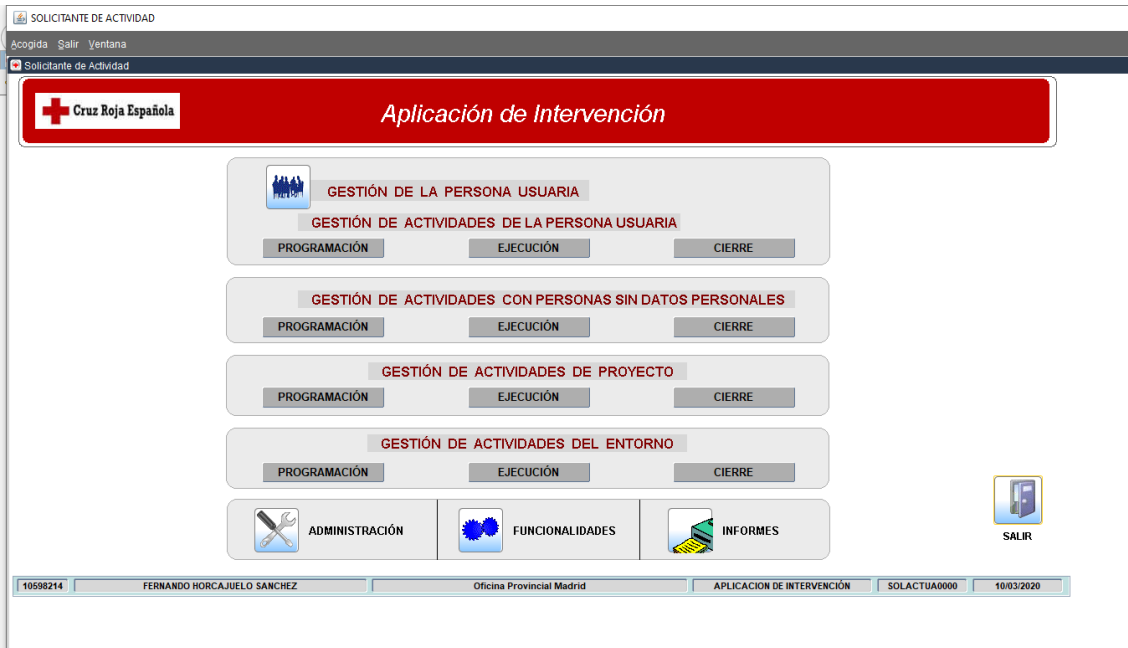 SOLICITANTE DE ACTIVIDAD
Acogida Salir Ventana
Solicitante de Actividad
Cruz Roja Española
Aplicación de Intervención
GESTIÓN DE LA PERSONA USUARIA
GESTIÓN DE ACTIVIDADES DE LA PERSONA USUARIA
PROGRAMACIÓN EJECUCIÓN CIERRE
GESTIÓN DE ACTIVIDADES CON PERSONAS SIN DATOS PERSONALES
PROGRAMACIÓN EJECUCIÓN CIERRE
GESTIÓN DE ACTIVIDADES DE PROYECTO
PROGRAMACIÓN EJECUCIÓN CIERRE
GESTIÓN DE ACTIVIDADES DEL ENTORNO
PROGRAMACIÓN EJECUCIÓN CIERRE
ADMINISTRACIÓN FUNCIONALIDADES INFORMES
SALIR
10598214 FERNANDO HORCAJUELO SANCHEZ Oficina Provincial Madrid APLICACION DE INTERVENCIÓN SOLACTUA0000 10/03/2020